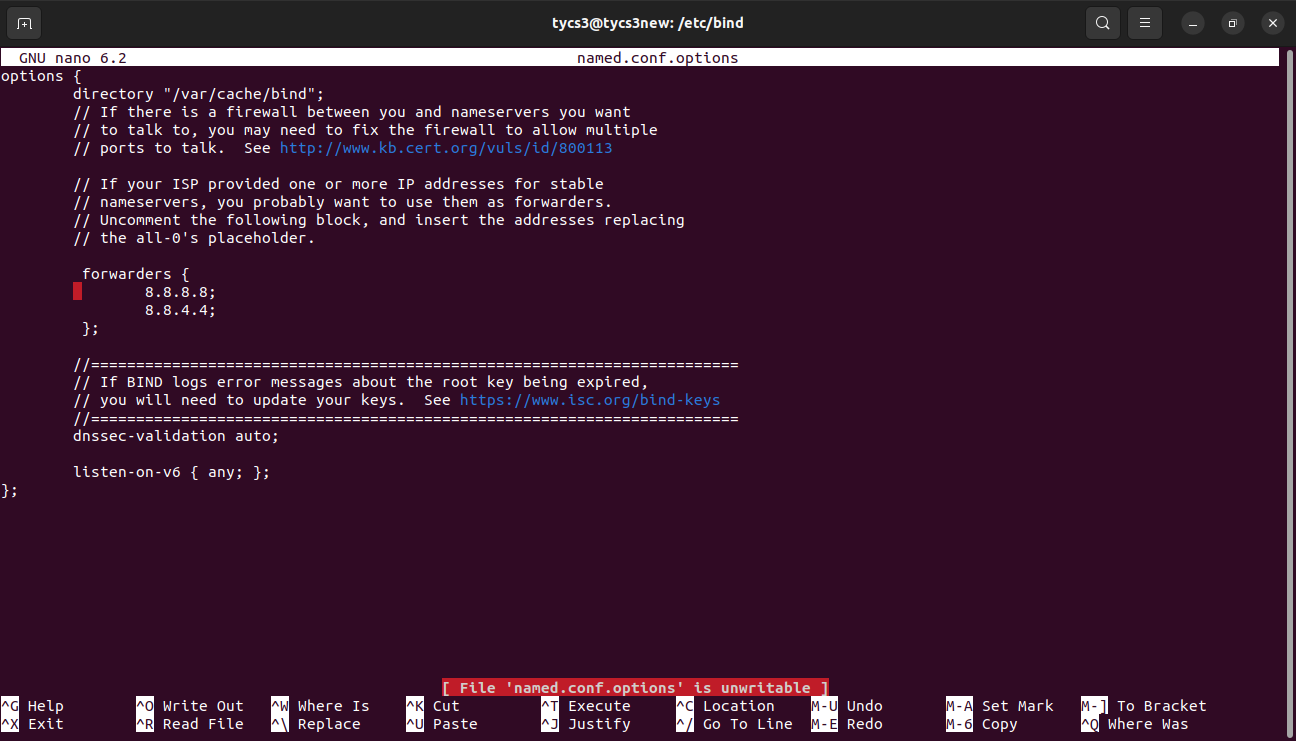 tycs3@tycs3new: /etc/bind
GNU nano 6.2 named.conf.options
options {
directory "/var/cache/bind";
// If there is a firewall between you and nameservers you want
// to talk to, you may need to fix the firewall to allow multiple
// ports to talk.  See http://www.kb.cert.org/vuls/id/800113
// If your ISP provided one or more IP addresses for stable
// nameservers, you probably want to use them as forwarders.
// Uncomment the following block, and insert the addresses replacing
// the all-0's placeholder.
forwarders {
8.8.8.8;
8.8.4.4;
};
//========================================================================
// If BIND logs error messages about the root key being expired,
// you will need to update your keys.  See https://www.isc.org/bind-keys
//========================================================================
dnssec-validation auto;
listen-on-v6 { any; };
};
[ File 'named.conf.options' is unwritable ]
^G Help ^O Write Out ^W Where Is ^K Cut ^T Execute ^C Location M-U Undo M-A Set Mark M-] To Bracket
^X Exit ^R Read File ^\ Replace ^U Paste ^J Justify ^/ Go To Line M-E Redo M-6 Copy ^Q Where Was